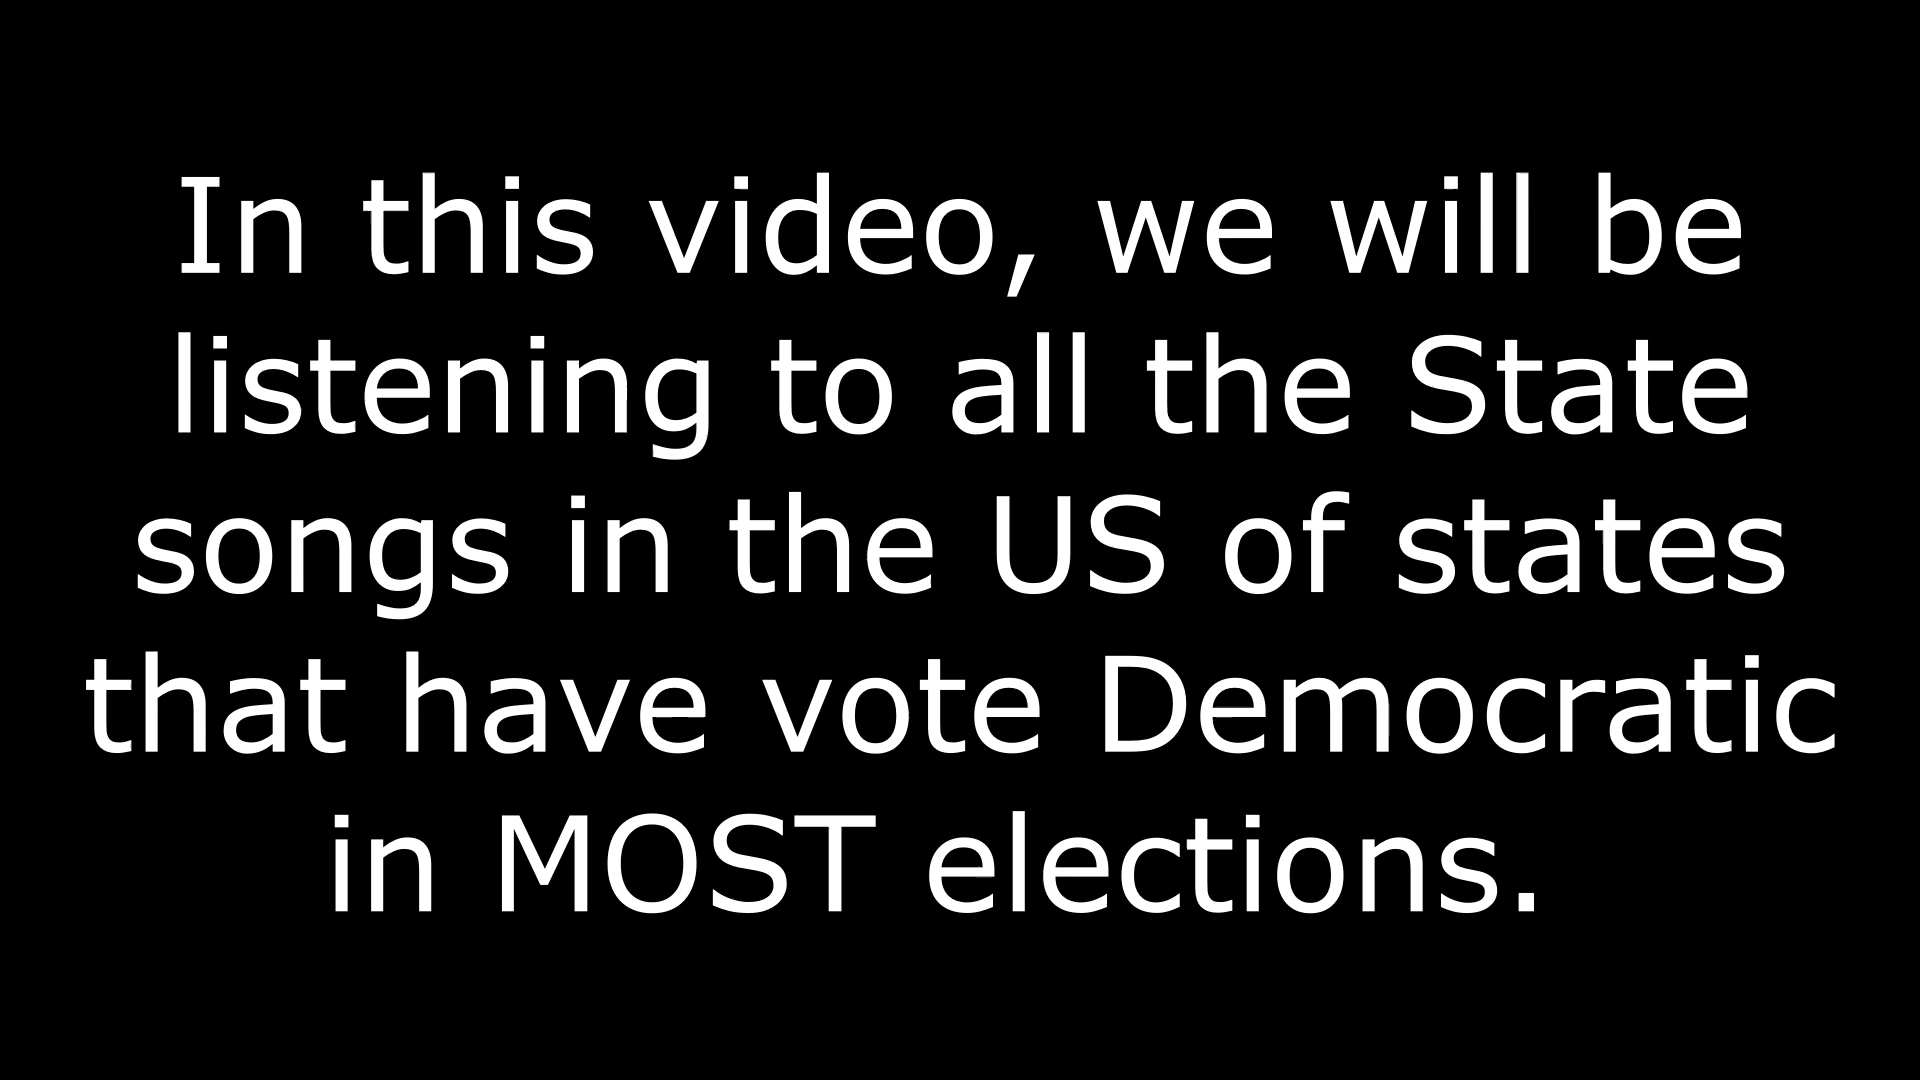 In this video, we will be
listening to all the State
songs in the US of states
that have vote Democratic
in MOST elections.